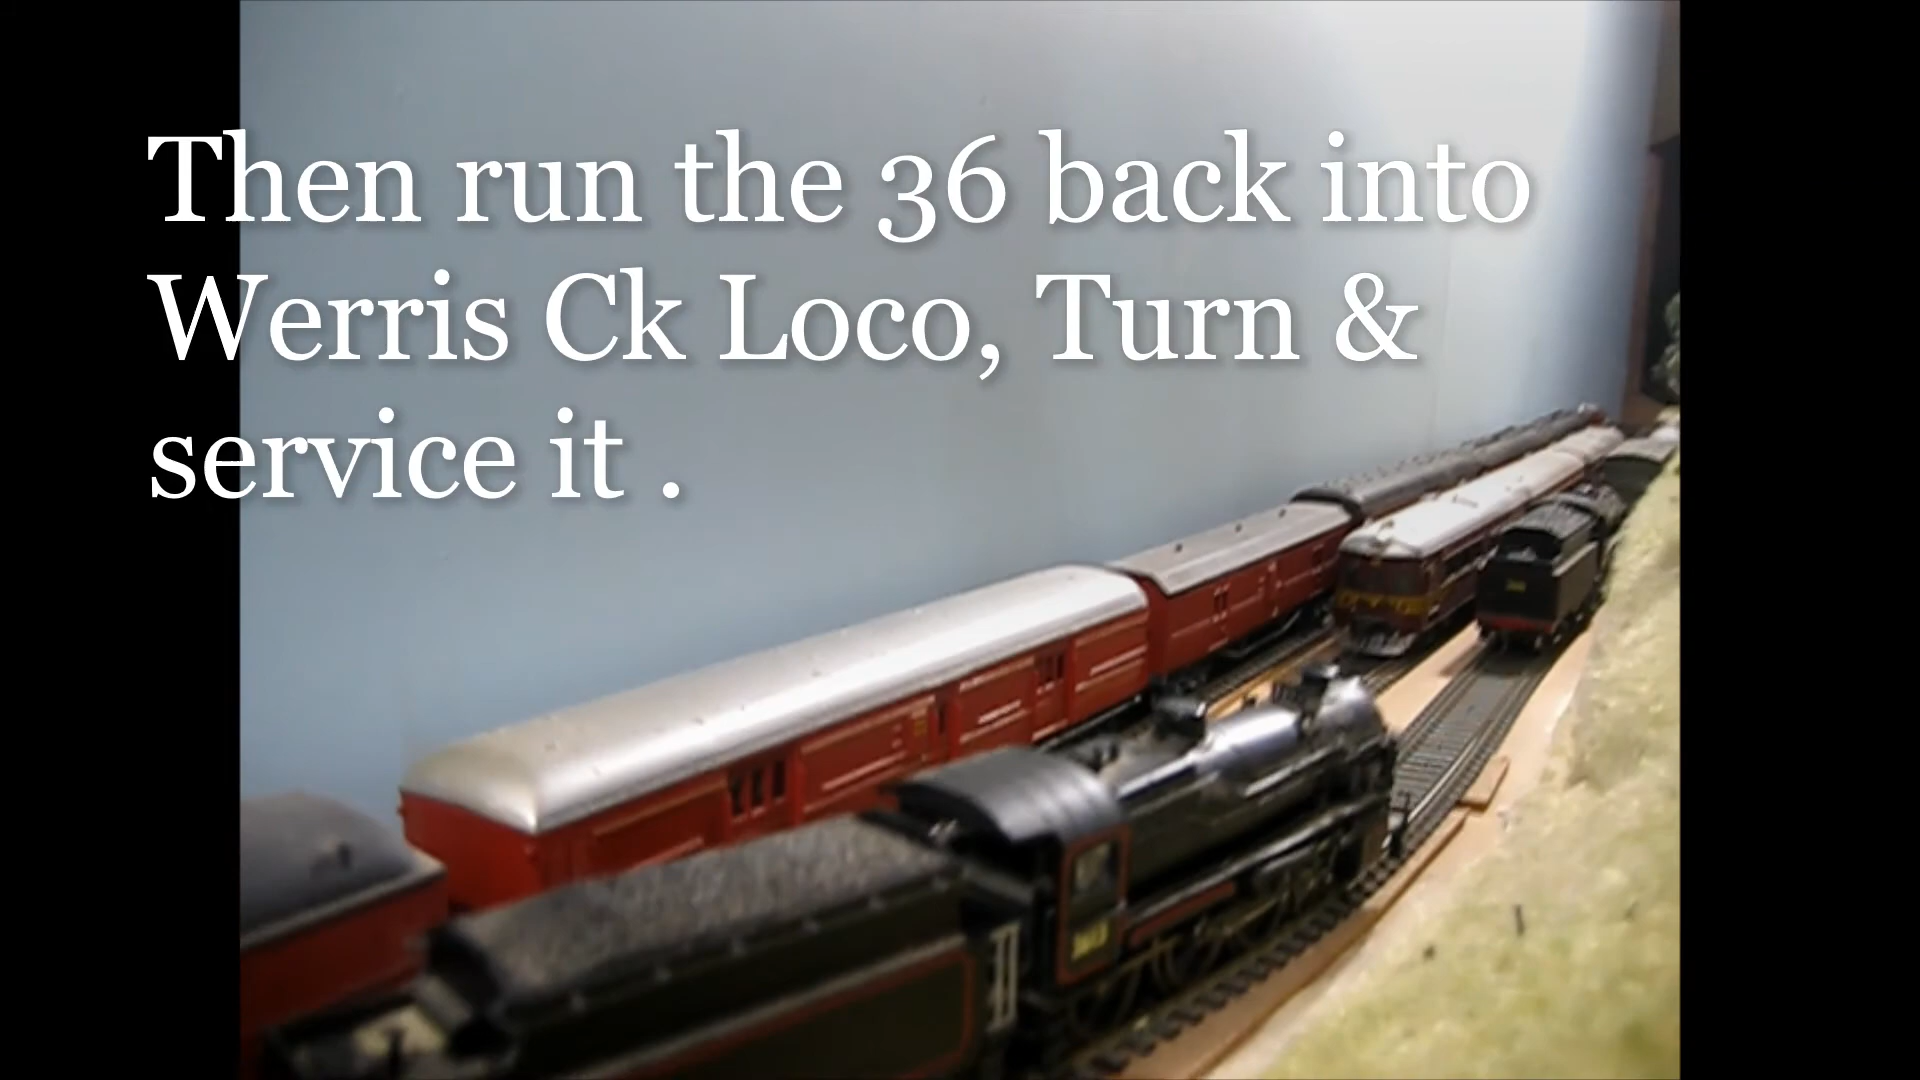 Then run the 36 back into
Werris Ck Loco, Turn &
service it .